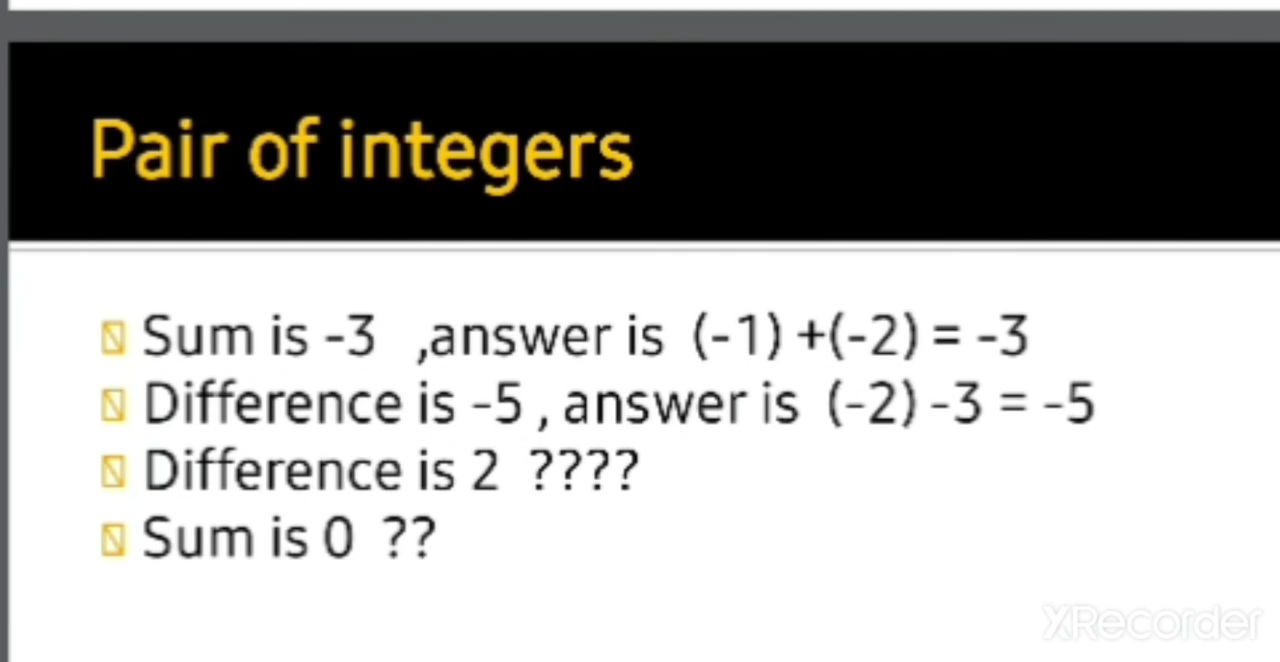 Pair of integers
Sum is -3 ,answer is (-1) +(-2) = -3
Difference is -5 , answer is (-2) -3 = -5
Difference is 2 ????
Sum is 0 ??
XRecorder